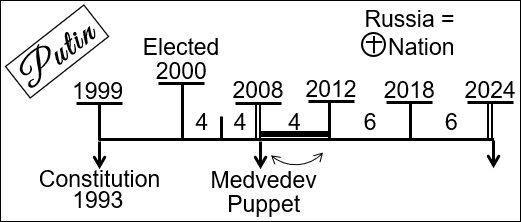 Putin
Russia =
Nation
Elected
2000
1999
2008
2012
2018
2024
4
4
4
6
6
Constitution
1993
Medvedev
Puppet